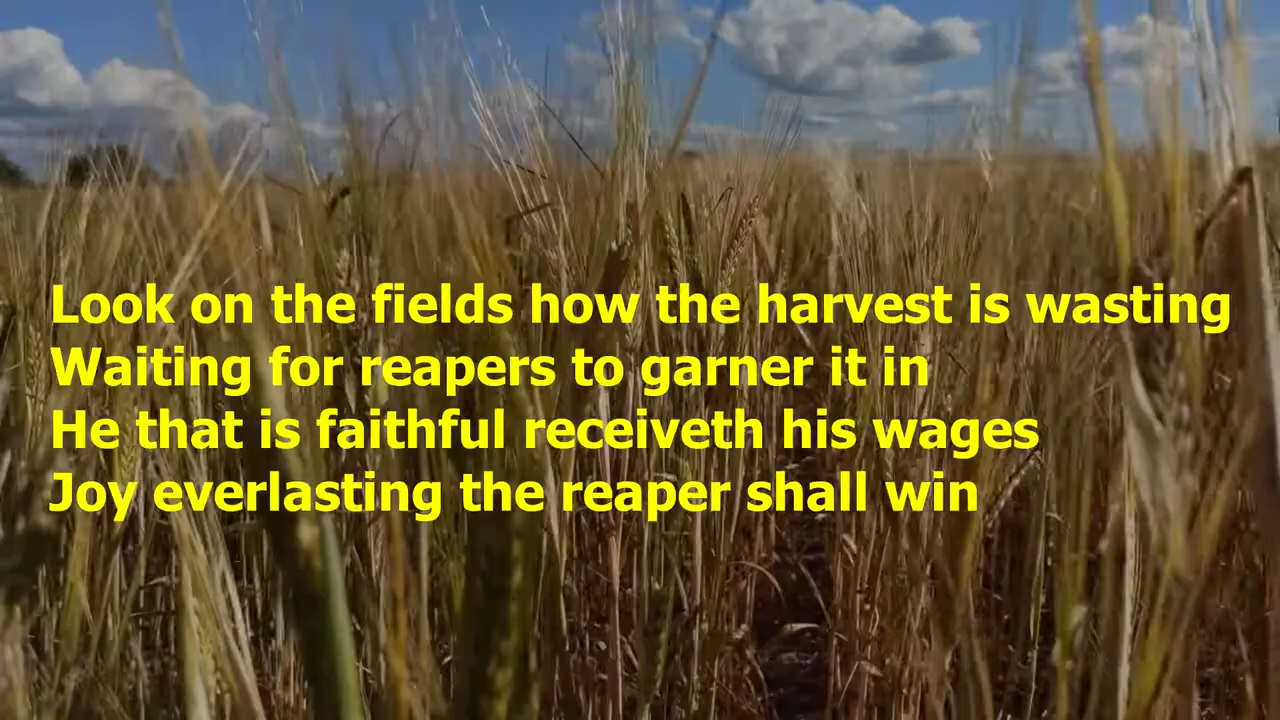 Look on the fields how the harvest is wasting
Waiting for reapers to garner it in
He that is faithful receiveth his wages
Joy everlasting the reaper shall win